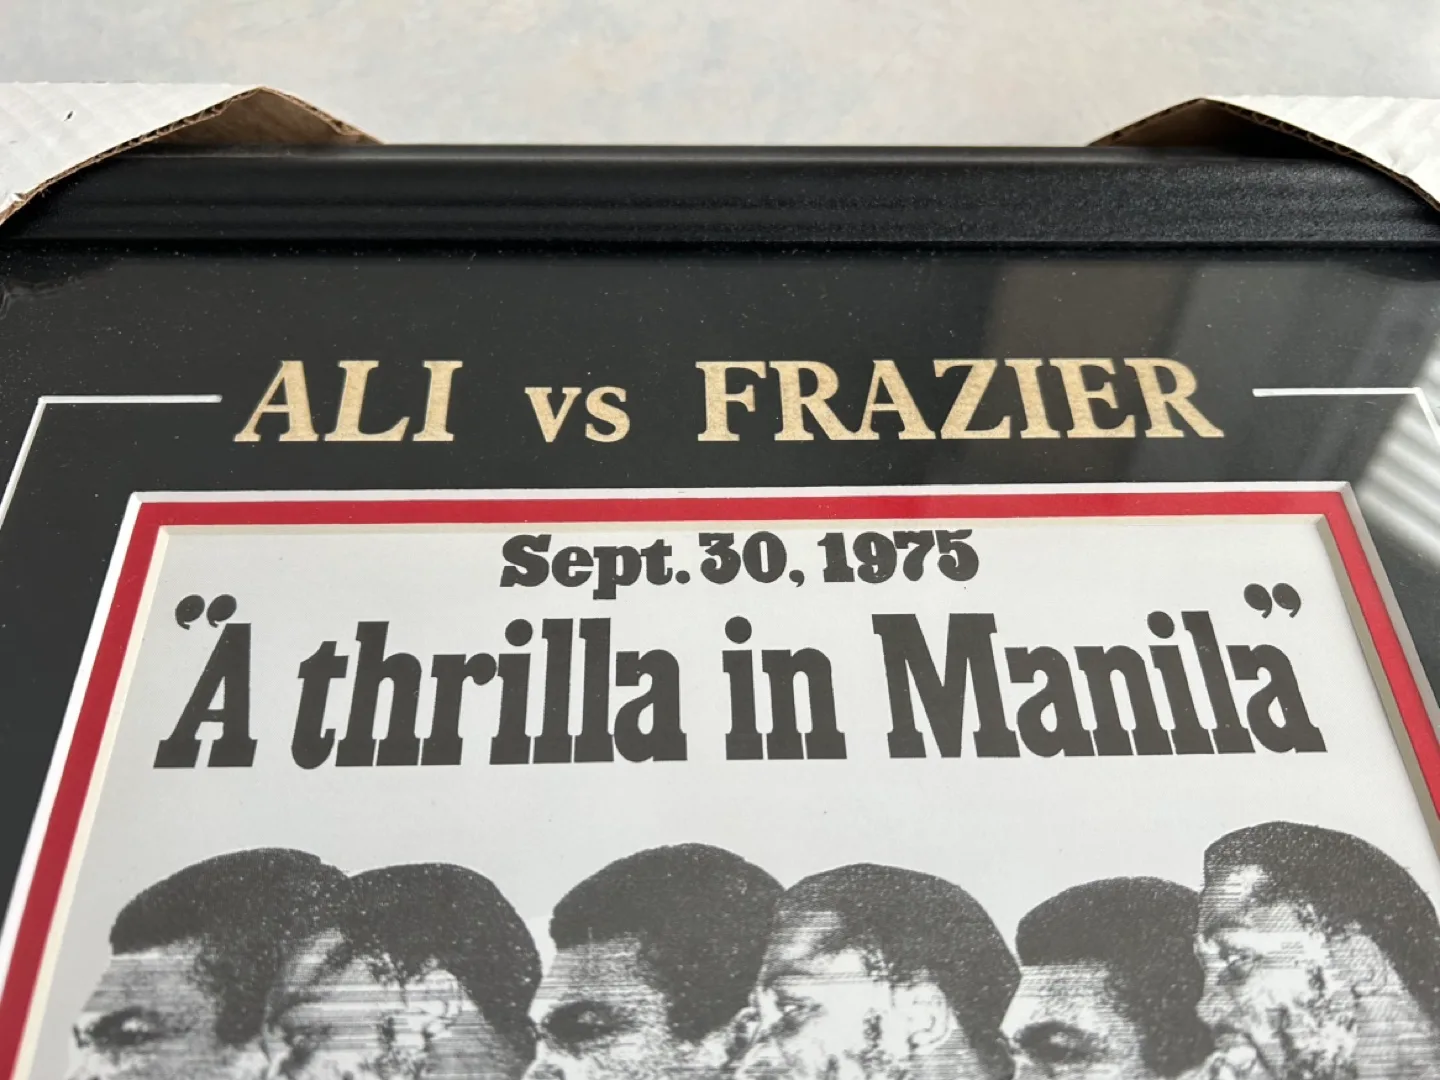 ALI vs FRAZIER
Sept. 30, 1975
“A thrilla in Manila”